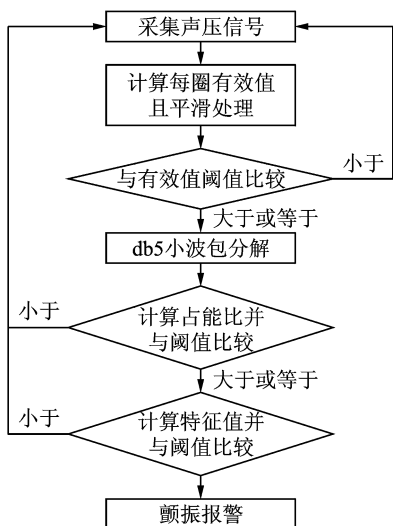 采集声压信号
计算每圈有效值
且平滑处理
与有效值阈值比较
小于
大于或等于
db5小波包分解
计算占能比并
与阈值比较
小于
大于或等于
计算特征值并
与阈值比较
小于
颤振报警